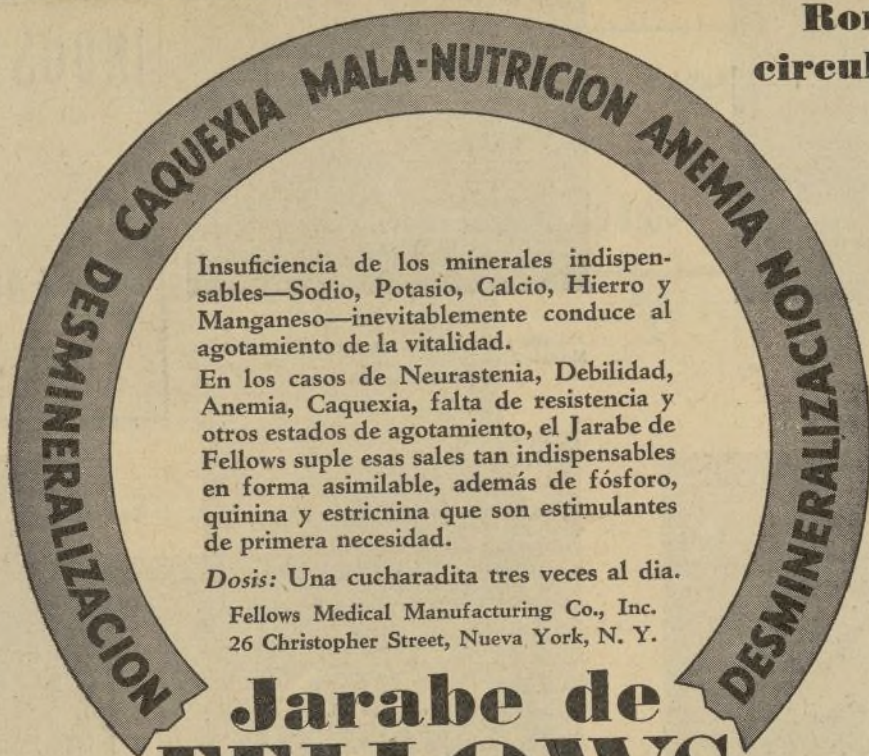 circul
DESMINERALIZACION CAQUEXIA MALA-NUTRICION ANEMIA DESMINERALIZACION
Insuficiencia de los minerales indispen-
sables—Sodio, Potasio, Calcio, Hierro y
Manganeso—inevitablemente conduce al
agotamiento de la vitalidad.
En los casos de Neurastenia, Debilidad,
Anemia, Caquexia, falta de resistencia y
otros estados de agotamiento, el Jarabe de
Fellows suple esas sales tan indispensables
en forma asimilable, además de fósforo,
quinina y estricnina que son estimulantes
de primera necesidad.
Dosis: Una cucharadita tres veces al dia.
Fellows Medical Manufacturing Co., Inc.
26 Christopher Street, Nueva York, N. Y.
Jarabe de
FELLOWS